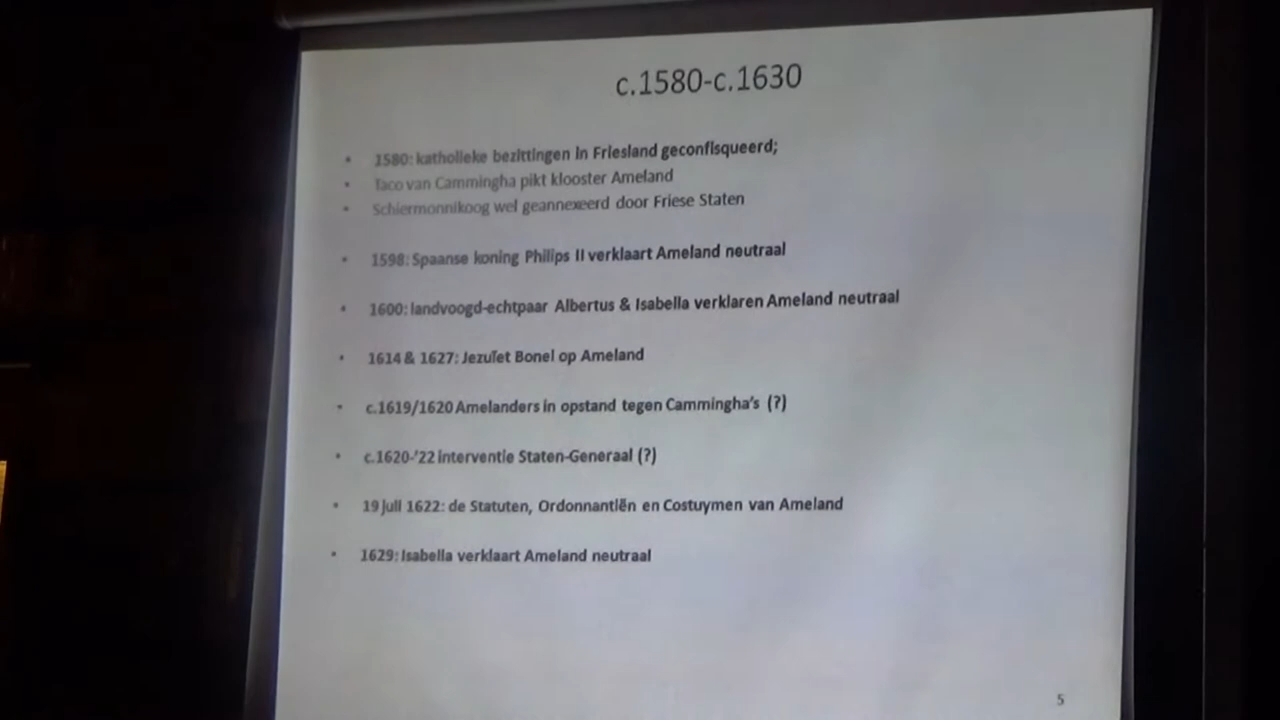 c.1580-c.1630
• 1580: katholieke bezittingen in Friesland geconfisqueerd;
• Taco van Cammingha pikt klooster Ameland
• Schiermonnikoog wel geannexeerd door Friese Staten
• 1598: Spaanse koning Philips II verklaart Ameland neutraal
• 1600: landvoogd-echtpaar Albertus & Isabella verklaren Ameland neutraal
• 1614 & 1627: Jezuïet Bonel op Ameland
• c.1619/1620 Amelanders in opstand tegen Cammingha's (?)
• c.1620-'22 interventie Staten-Generaal (?)
• 19 juli 1622: de Statuten, Ordonnantiën en Costuymen van Ameland
• 1629: Isabella verklaart Ameland neutraal
5